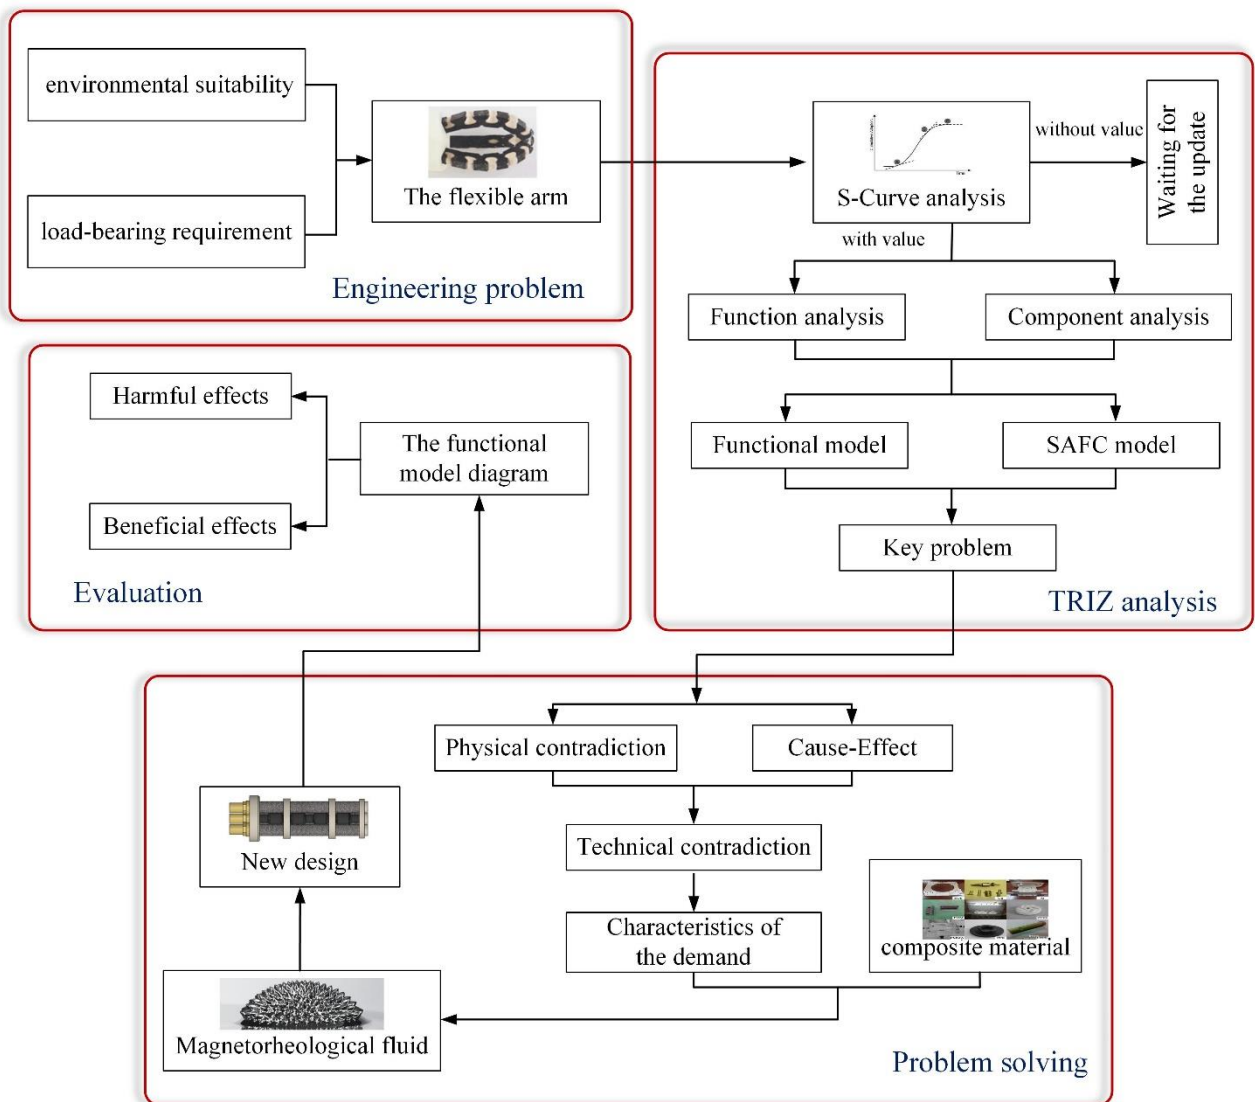 environmental suitability
load-bearing requirement
The flexible arm
Engineering problem
S-Curve analysis
Time
without value
Waiting for
the update
with value
Function analysis
Component analysis
Functional model
SAFC model
Key problem
TRIZ analysis
Harmful effects
Beneficial effects
The functional
model diagram
Evaluation
Physical contradiction
Cause-Effect
Technical contradiction
Characteristics of
the demand
composite material
New design
Magnetorheological fluid
Problem solving